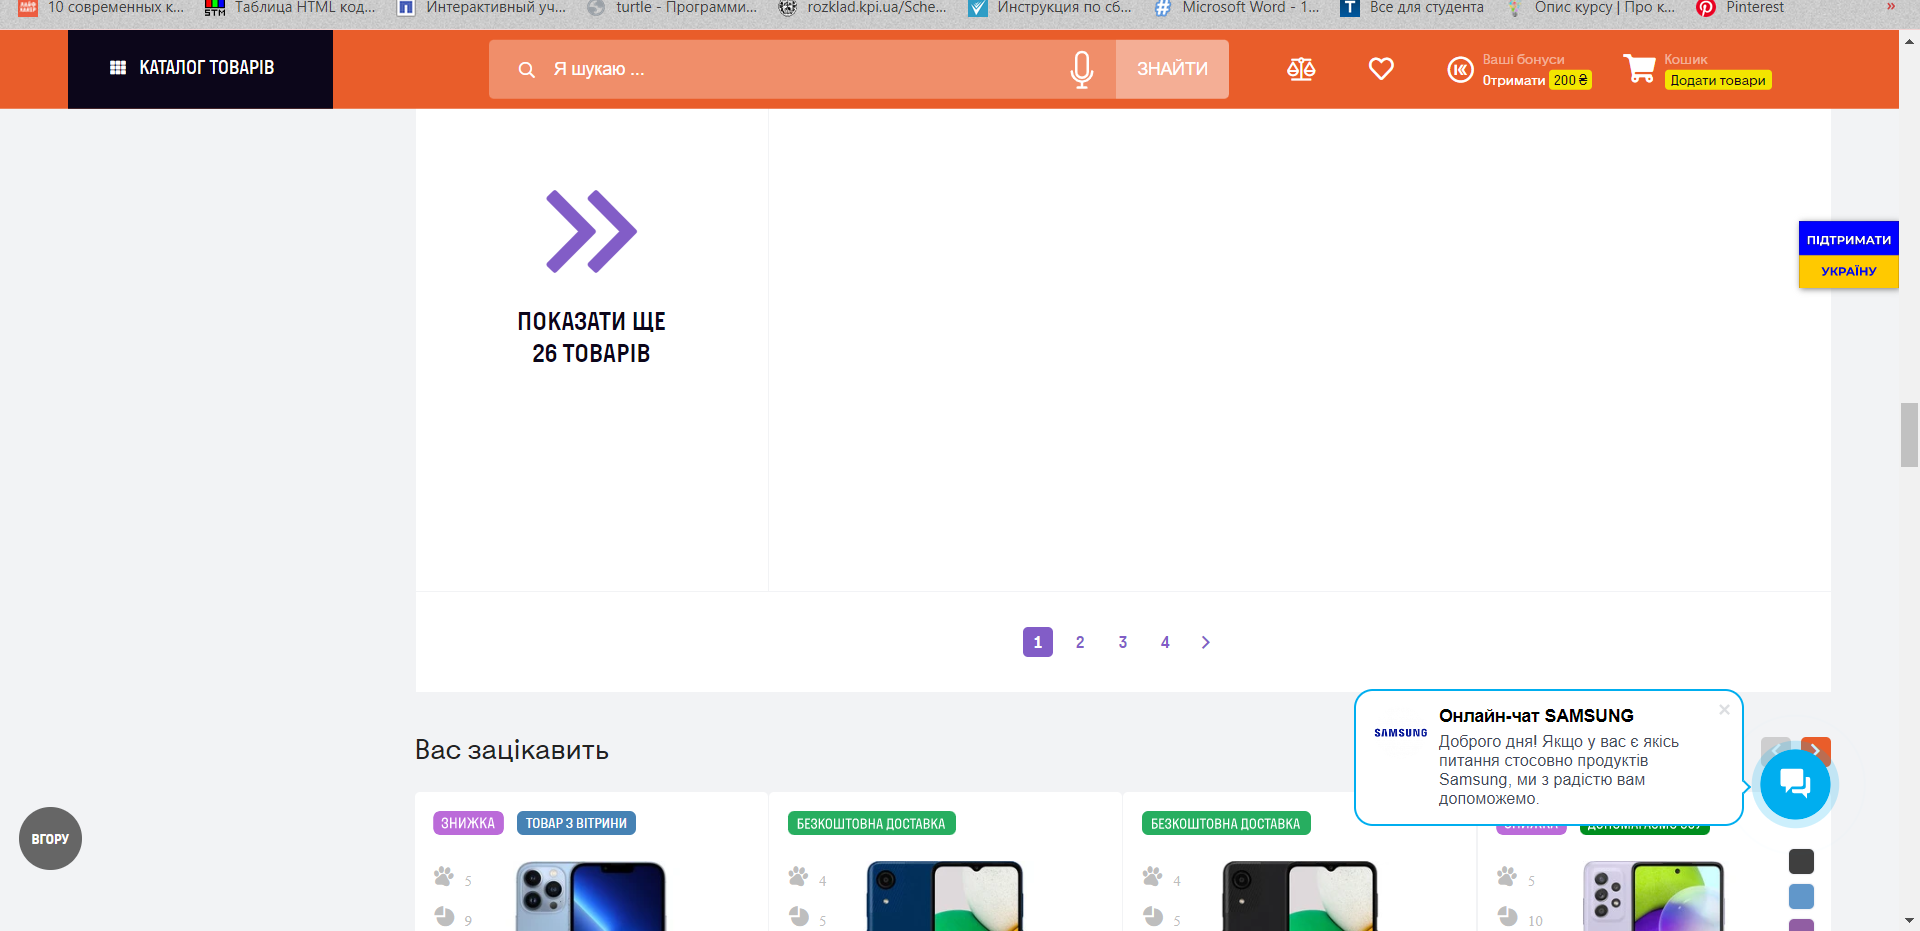 10 современных к...
Таблица HTML код...
Интерактивный уч...
turtle - Программи...
rozklad.kpi.ua/Sche...
Инструкция по сб...
Microsoft Word - 1...
Все для студента
Опис курсу | Про к...
Pinterest
»
КАТАЛОГ ТОВАРІВ
Я шукаю ...
ЗНАЙТИ
Ваші бонуси
Отримати 200 ₴
Кошик
Додати товари
ПІДТРИМАТИ
УКРАЇНУ
ПОКАЗАТИ ЩЕ
26 ТОВАРІВ
1 2 3 4
Вас зацікавить
SAMSUNG
Онлайн-чат SAMSUNG
Доброго дня! Якщо у вас є якісь
питання стосовно продуктів
Samsung, ми з радістю вам
допоможемо.
ВГОРУ
ЗНИЖКА ТОВАР З ВІТРИНИ
5
9
БЕЗКОШТОВНА ДОСТАВКА
4
5
БЕЗКОШТОВНА ДОСТАВКА
4
5
ЗНИЖКА
5
10